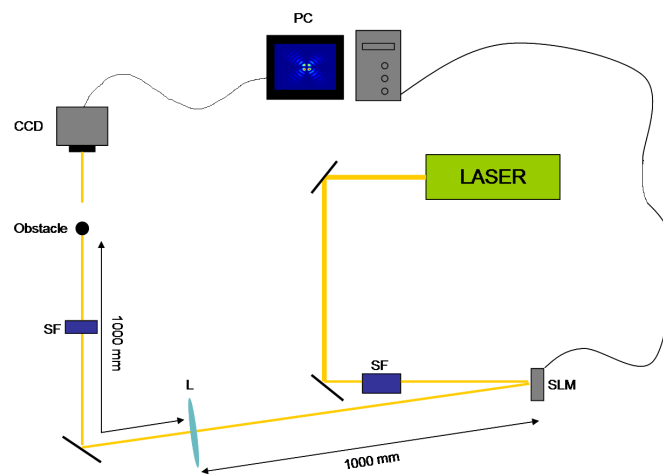 PC
CCD
LASER
Obstacle
SF
1000 mm
SF
L
SLM
1000 mm